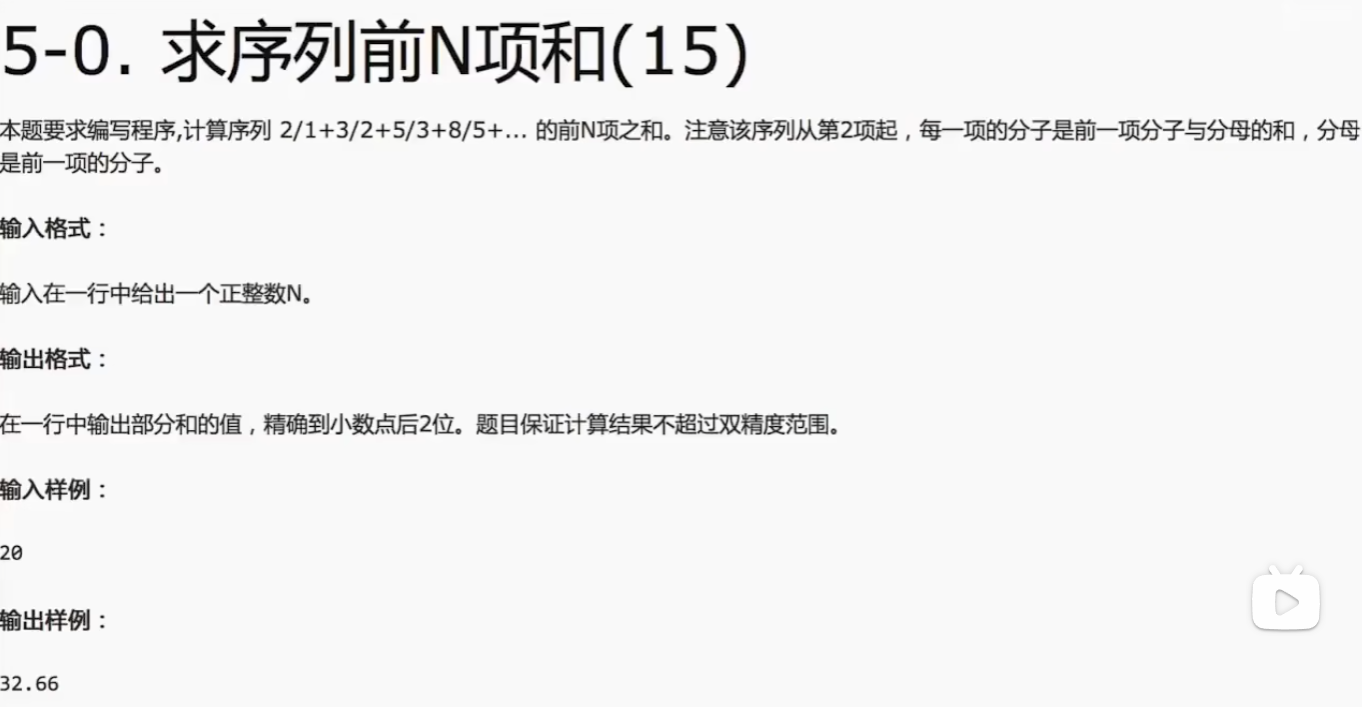 5-0. 求序列前N项和(15)
本题要求编写程序,计算序列 2/1+3/2+5/3+8/5+... 的前N项之和。注意该序列从第2项起，每一项的分子是前一项分子与分母的和，分母
是前一项的分子。
输入格式：
输入在一行中给出一个正整数N。
输出格式：
在一行中输出部分和的值，精确到小数点后2位。题目保证计算结果不超过双精度范围。
输入样例：
20
输出样例：
32.66